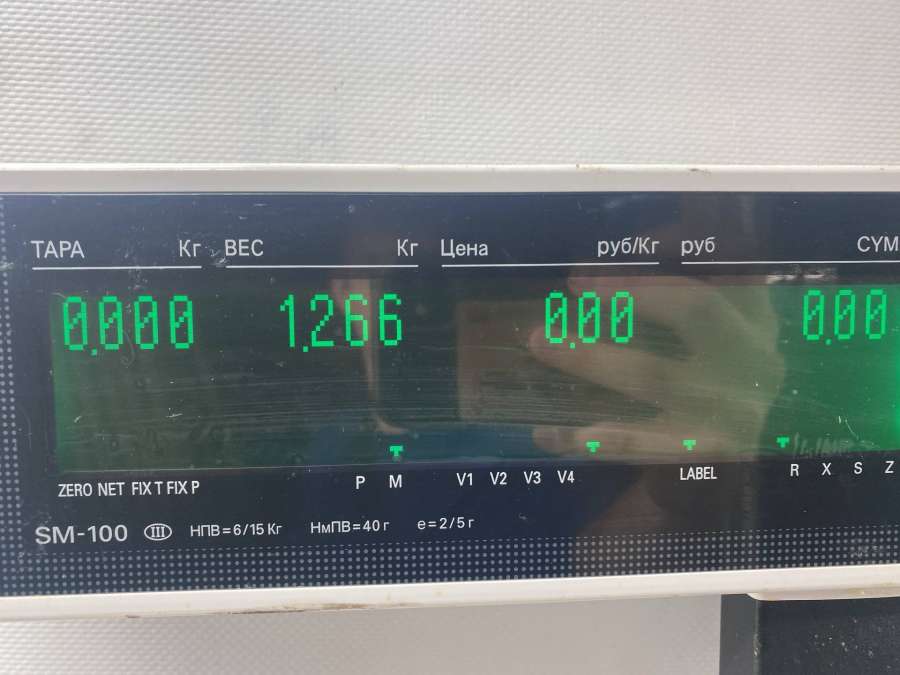 ТАРА Кг ВЕС Кг Цена руб/Кг руб СУМ
0.000 1.266 0.00 0.00
ZERO NET FIX T FIX P P M V1 V2 V3 V4 LABEL R X S Z
SM-100 III НПВ=6/15 Кг НмПВ=40 г e=2/5 г